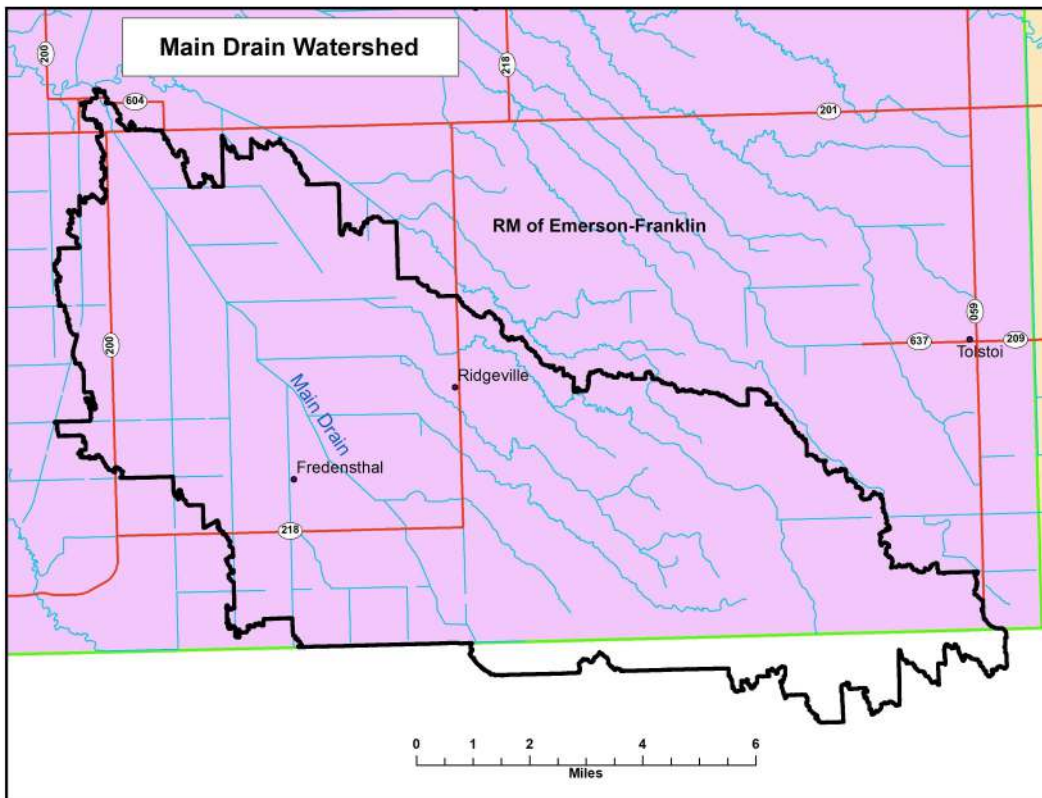 Main Drain Watershed
200
218
604
201
RM of Emerson-Franklin
059
200
637
209
Tolstoi
Ridgeville
Main Drain
Fredensthal
218
0 1 2 4 6
Miles